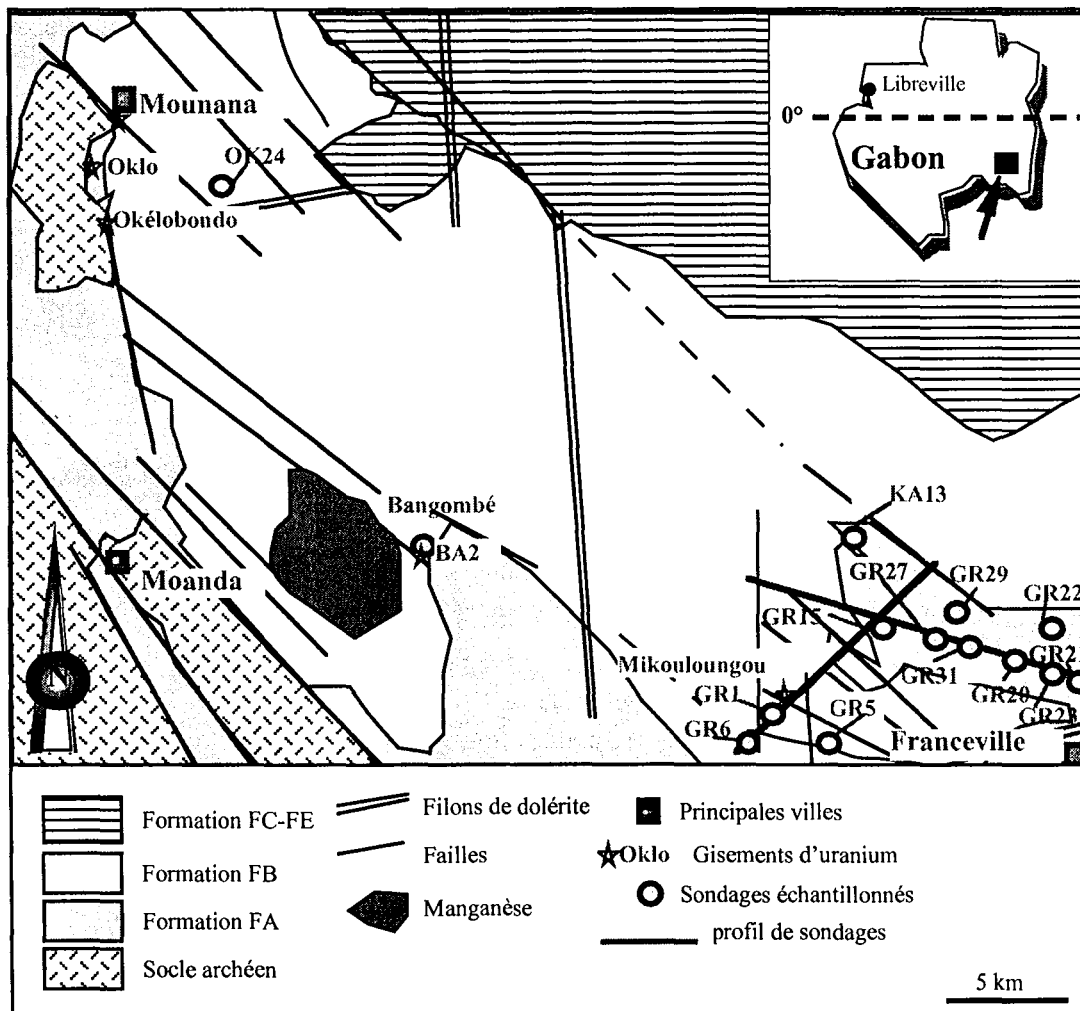 Libreville
0°
Gabon
Mounana
OK24
Oklo
Okélobondo
Bangombé
BA2
Moanda
N
KA13
GR27
GR29
GR22
GR15
Mikouloungou
GR31
GR20
GR1
GR5
GR6
Franceville
Formation FC-FE
Formation FB
Formation FA
Socle archéen
Filons de dolérite
Failles
Manganèse
Principales villes
Oklo Gisements d'uranium
Sondages échantillonnés
profil de sondages
5 km